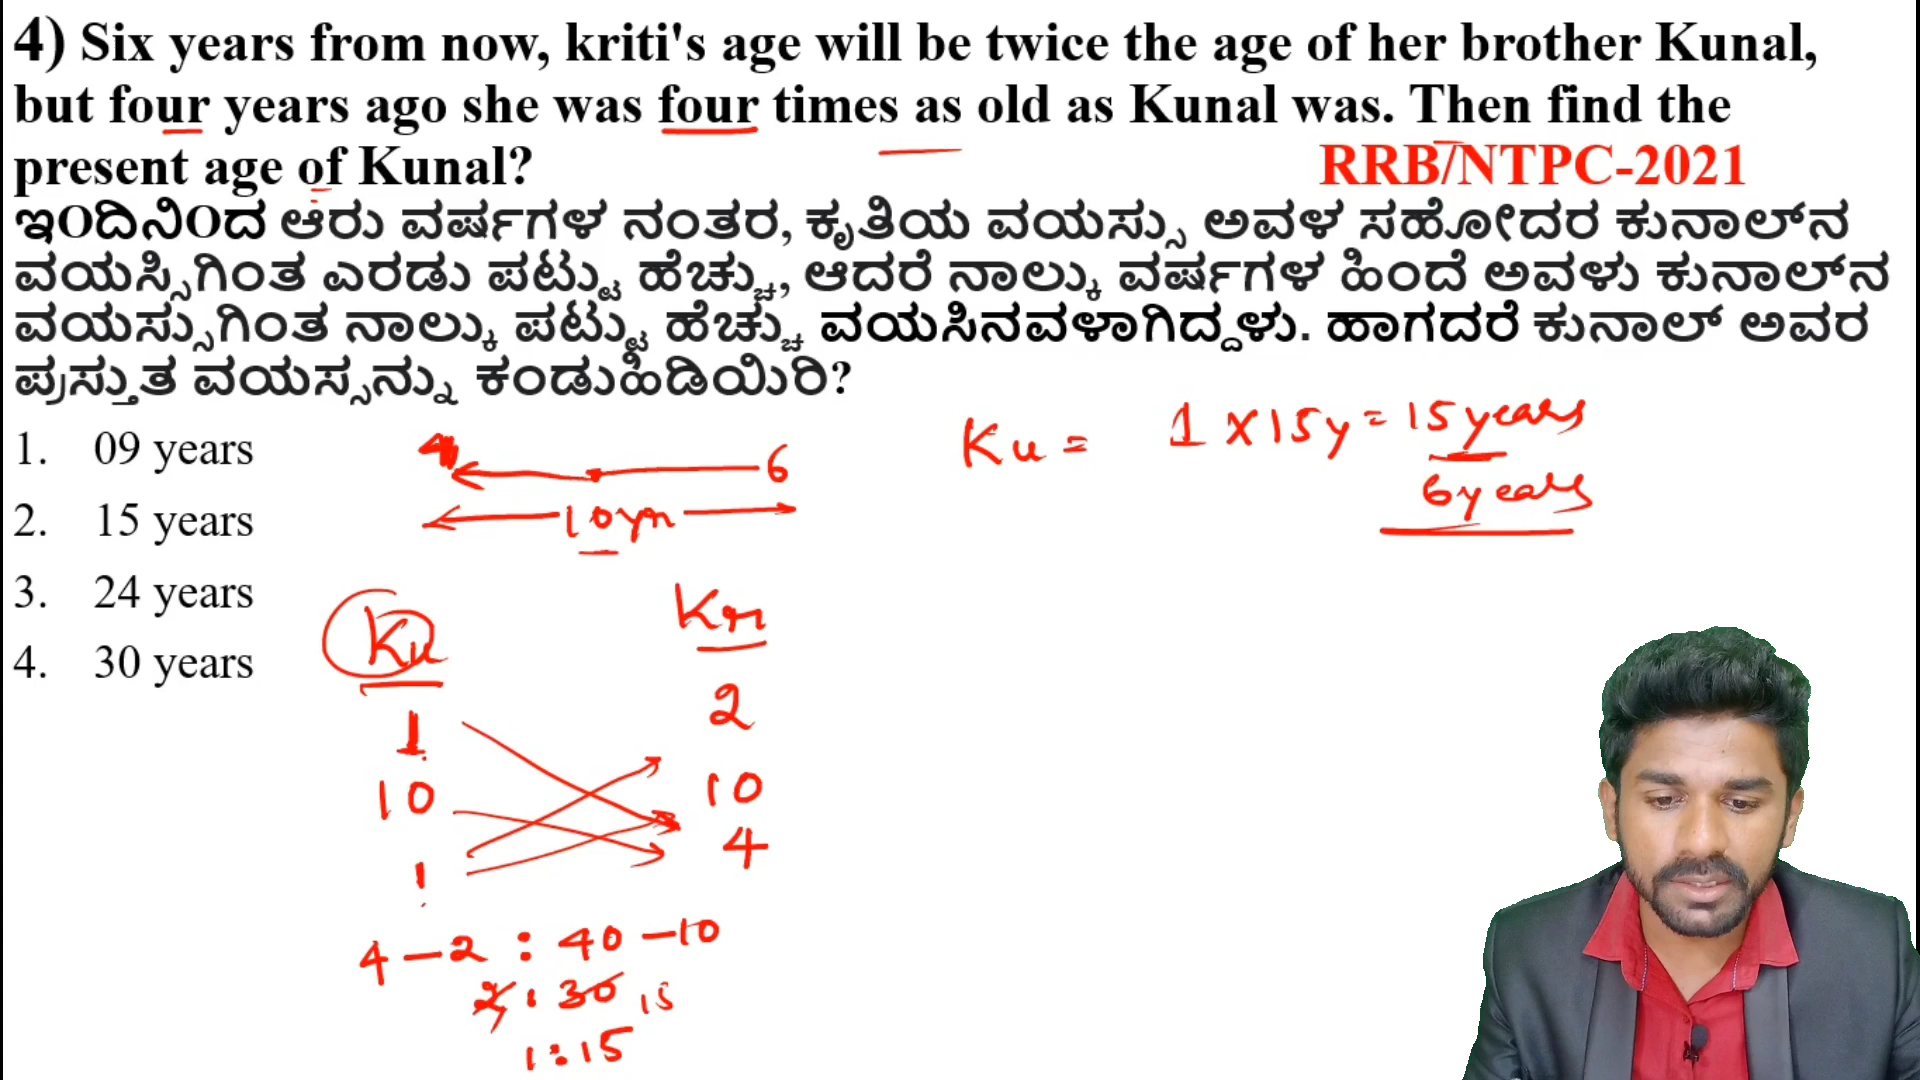 4) Six years from now, kriti's age will be twice the age of her brother Kunal,
but four years ago she was four times as old as Kunal was. Then find the
present age of Kunal?
RRB/NTPC-2021
ಇOದಿನಿOದ ಆರು ವರ್ಷಗಳ ನಂತರ, ಕೃತಿಯ ವಯಸ್ಸು ಅವಳ ಸಹೋದರ ಕುನಾಲ್‌ನ
ವಯಸ್ಸಿಗಿಂತ ಎರಡು ಪಟ್ಟು ಹೆಚ್ಚು, ಆದರೆ ನಾಲ್ಕು ವರ್ಷಗಳ ಹಿಂದೆ ಅವಳು ಕುನಾಲ್‌ನ
ವಯಸ್ಸುಗಿಂತ ನಾಲ್ಕು ಪಟ್ಟು ಹೆಚ್ಚು ವಯಸಿನವಳಾಗಿದ್ದಳು. ಹಾಗದರೆ ಕುನಾಲ್ ಅವರ
ಪ್ರಸ್ತುತ ವಯಸ್ಸನ್ನು ಕಂಡುಹಿಡಿಯಿರಿ?
1. 09 years
2. 15 years
3. 24 years
4. 30 years
4 6
10yr
Ku = 1 X 15y = 15 years
6 years
Ku Kr
1 2
10 10
1 4
4 - 2 : 40 - 10
2 : 30 15
1 : 15